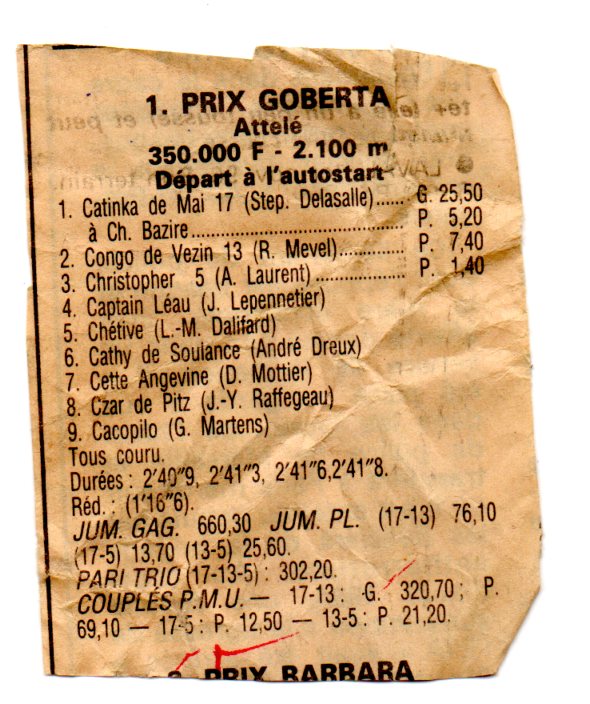 1. PRIX GOBERTA
Attelé
350.000 F - 2.100 m
Départ à l'autostart
1. Catinka de Mai 17 (Step. Delasalle)..... G. 25,50
à Ch. Bazire........................................ P. 5,20
2. Congo de Vezin 13 (R. Mevel)............ P. 7,40
3. Christopher 5 (A. Laurent)................. P. 1,40
4. Captain Léau (J. Lepennetier)
5. Chétive (L.-M. Dalifard)
6. Cathy de Soulance (André Dreux)
7. Cette Angevine (D. Mottier)
8. Czar de Pitz (J.-Y. Raffegeau)
9. Cacopilo (G. Martens)
Tous couru.
Durées : 2'40"9, 2'41"3, 2'41"6,2'41"8.
Réd. : (1'16"6).
JUM. GAG. 660,30 JUM. PL. (17-13) 76,10
(17-5) 13,70 (13-5) 25,60.
PARI TRIO (17-13-5) : 302,20.
COUPLÉS P.M.U. — 17-13 : G. 320,70 ; P.
69,10 — 17-5 : P. 12,50 — 13-5 : P. 21,20.
PRIX BARBARA